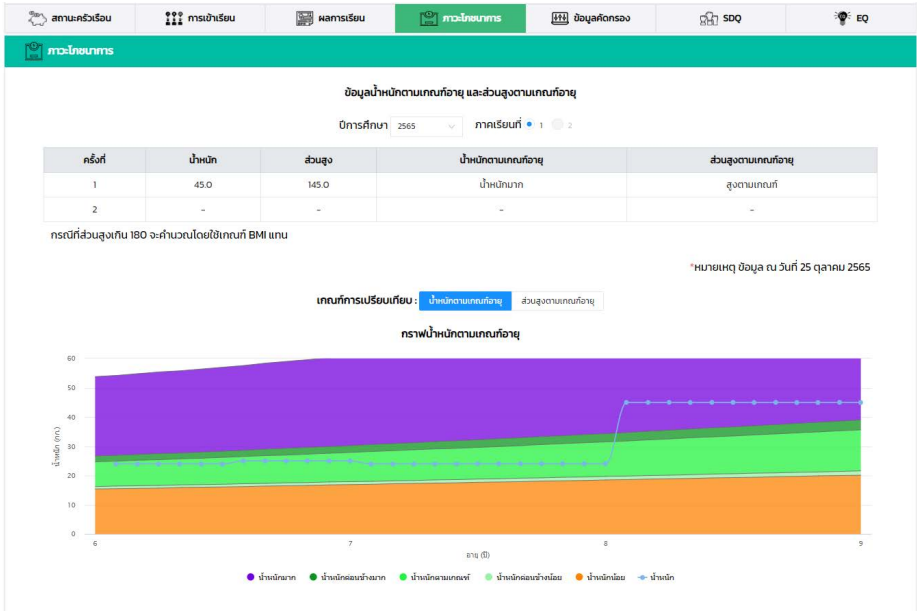 สถานะครัวเรือน การเข้าเรียน ผลการเรียน ภาวะโภชนาการ ข้อมูลคัดกรอง SDQ EQ
ภาวะโภชนาการ
ข้อมูลน้ำหนักตามเกณฑ์อายุ และส่วนสูงตามเกณฑ์อายุ
ปีการศึกษา 2565 ภาคเรียนที่ 1 2
ครั้งที่ น้ำหนัก ส่วนสูง น้ำหนักตามเกณฑ์อายุ ส่วนสูงตามเกณฑ์อายุ
1 45.0 145.0 น้ำหนักมาก สูงตามเกณฑ์
2 - - - -
กรณีที่ส่วนสูงเกิน 180 จะคำนวณโดยใช้เกณฑ์ BMI แทน
*หมายเหตุ ข้อมูล ณ วันที่ 25 ตุลาคม 2565
เกณฑ์การเปรียบเทียบ : น้ำหนักตามเกณฑ์อายุ ส่วนสูงตามเกณฑ์อายุ
กราฟน้ำหนักตามเกณฑ์อายุ
60
50
40
30
20
10
0
น้ำหนัก (กก.)
6 7 8 9
อายุ (ปี)
น้ำหนักมาก น้ำหนักค่อนข้างมาก น้ำหนักตามเกณฑ์ น้ำหนักค่อนข้างน้อย น้ำหนักน้อย น้ำหนัก